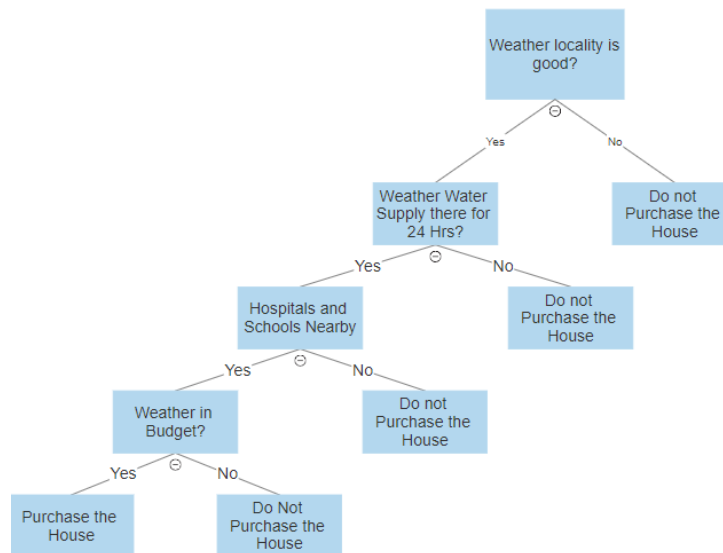 Weather locality is
good?
Yes
No
Weather Water
Supply there for
24 Hrs?
Do not
Purchase the
House
Yes
No
Hospitals and
Schools Nearby
Do not
Purchase the
House
Yes
No
Weather in
Budget?
Do not
Purchase the
House
Yes
No
Purchase the
House
Do Not
Purchase the
House